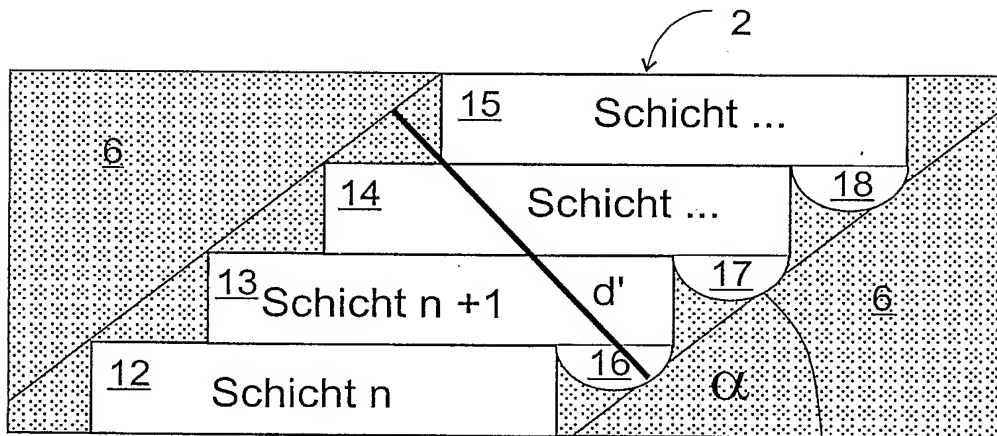 2
15 Schicht ...
6
14 Schicht ... 18
13 Schicht n +1 d' 17 6
12 Schicht n 16 α